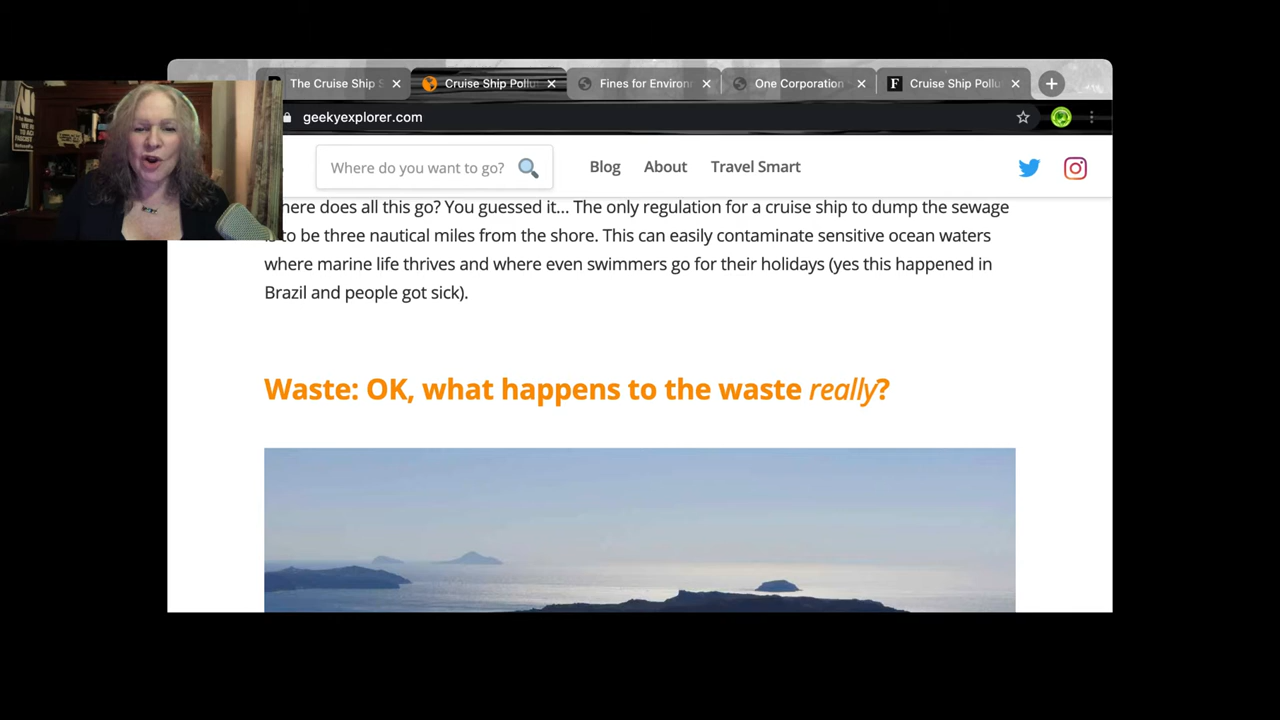 The Cruise Ship
Cruise Ship Pollu
Fines for Environ
One Corporation
F
Cruise Ship Pollu
geekyexplorer.com
Where do you want to go?
Blog
About
Travel Smart
here does all this go? You guessed it... The only regulation for a cruise ship to dump the sewage
to be three nautical miles from the shore. This can easily contaminate sensitive ocean waters
where marine life thrives and where even swimmers go for their holidays (yes this happened in
Brazil and people got sick).
Waste: OK, what happens to the waste really?